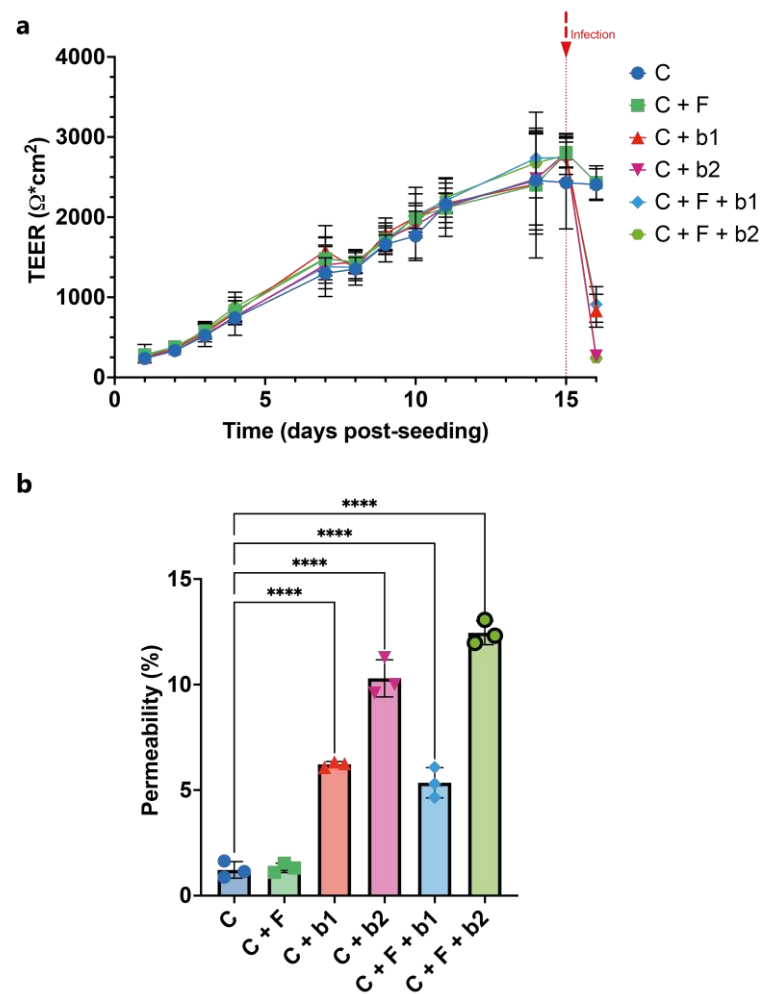 a
Infection
4000
3000
2000
1000
0
TEER (Ω*cm2)
0
5
10
15
Time (days post-seeding)
C
C + F
C + b1
C + b2
C + F + b1
C + F + b2
b
****
****
****
****
15
10
5
0
Permeability (%)
C
C + F
C + b1
C + b2
C + F + b1
C + F + b2